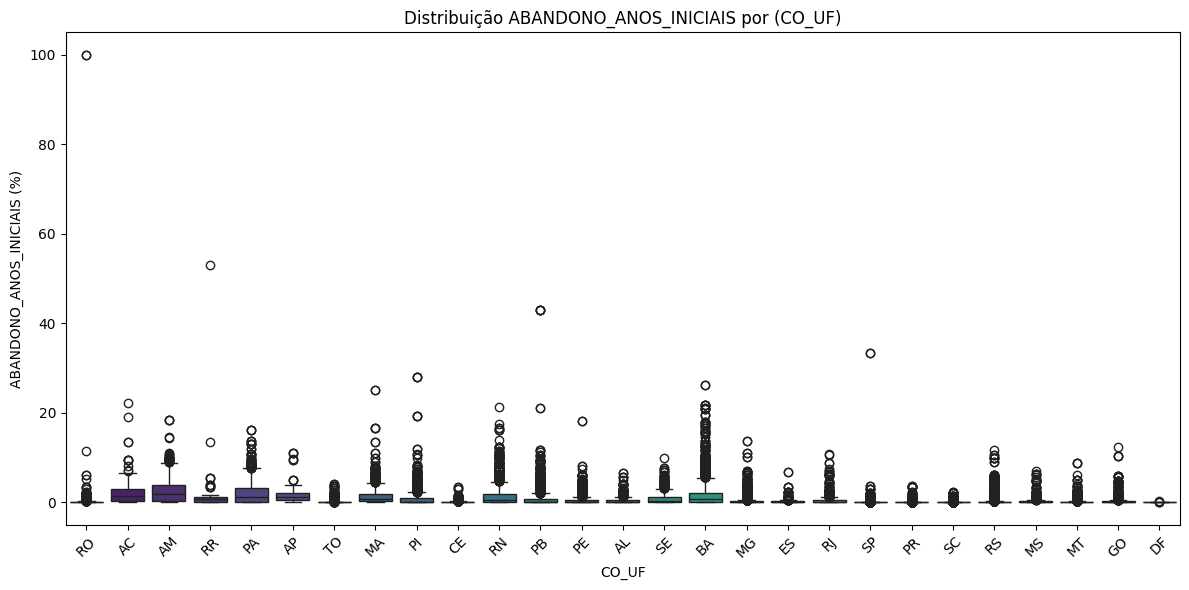 Distribuição ABANDONO_ANOS_INICIAIS por (CO_UF)
ABANDONO_ANOS_INICIAIS (%)
100
80
60
40
20
0
RO AC AM RR PA AP TO MA PI CE RN PB PE AL SE BA MG ES RJ SP PR SC RS MS MT GO DF
CO_UF